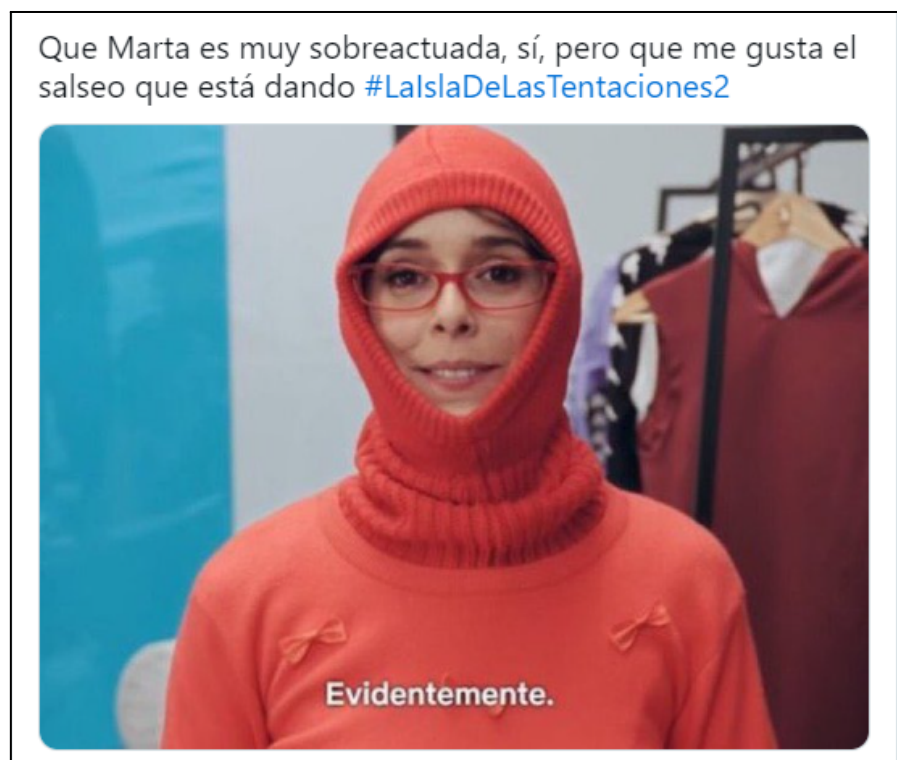 Que Marta es muy sobreactuada, sí, pero que me gusta el
salseo que está dando #LaIslaDeLasTentaciones2
Evidentemente.